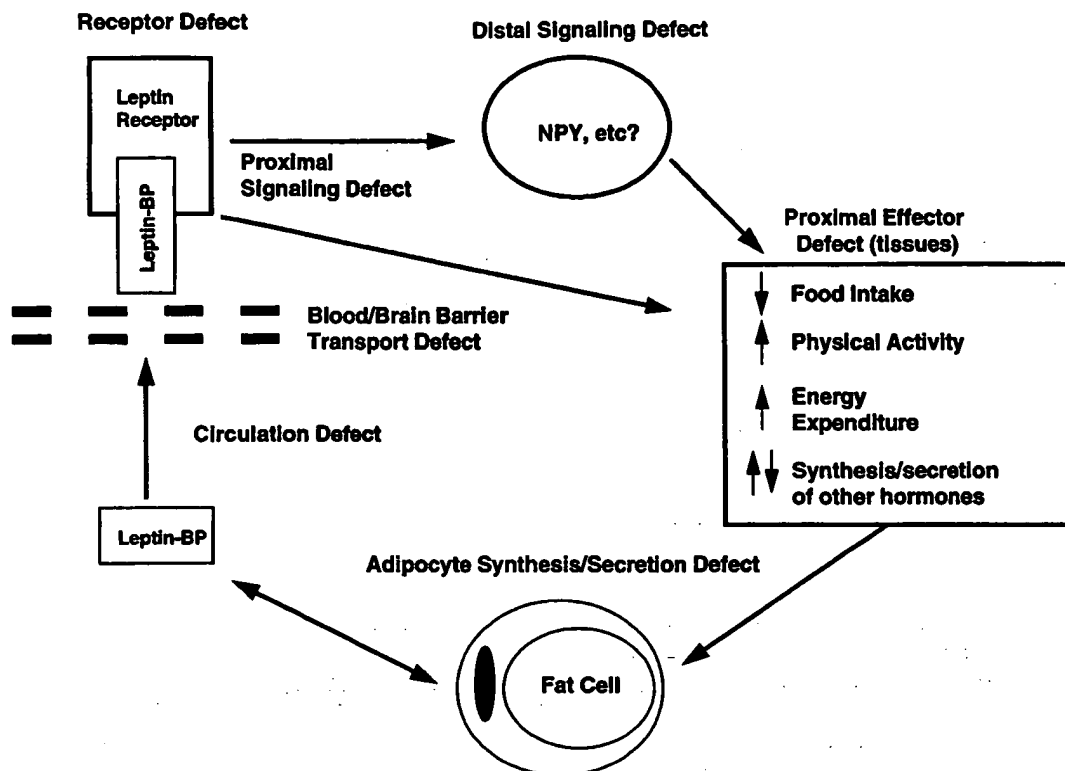 Receptor Defect
Distal Signaling Defect
Leptin
Receptor
NPY, etc?
Proximal
Signaling Defect
Leptin-BP
Proximal Effector
Defect (tissues)
Food Intake
Physical Activity
Energy
Expenditure
Synthesis/secretion
of other hormones
Blood/Brain Barrier
Transport Defect
Circulation Defect
Leptin-BP
Adipocyte Synthesis/Secretion Defect
Fat Cell